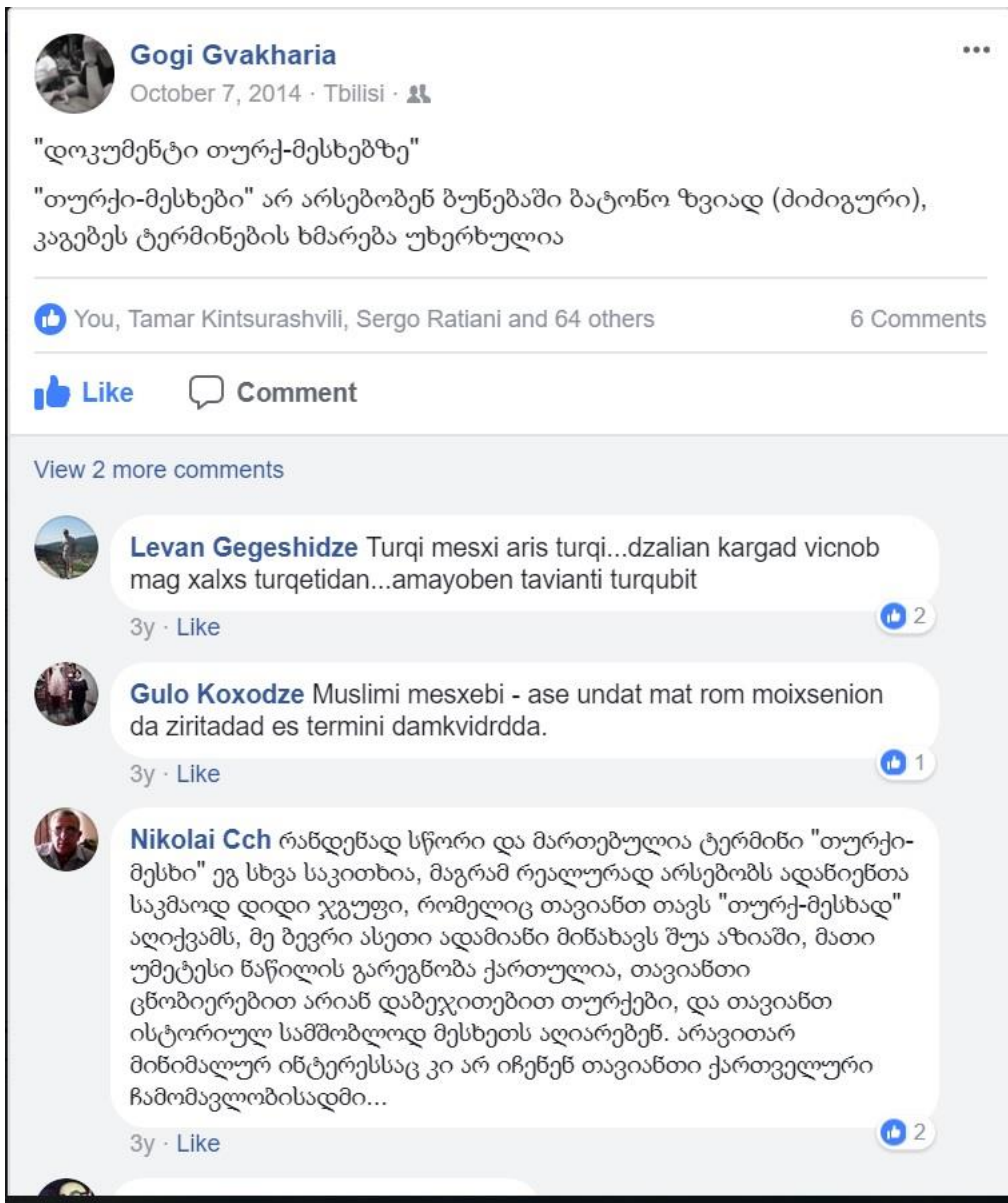 Gogi Gvakharia
October 7, 2014 · Tbilisi ·
"დოკუმენტი თურქ-მესხებზე"
"თურქი-მესხები" არ არსებობენ ბუნებაში ბატონო ზვიად (ძიძიგური),
კაგებეს ტერმინების ხმარება უხერხულია
You, Tamar Kintsurashvili, Sergo Ratiani and 64 others 6 Comments
Like Comment
View 2 more comments
Levan Gegeshidze Turqi mesxi aris turqi...dzalian kargad vicnob
mag xalxs turqetidan...amayoben tavianti turqubit
2
3y · Like
Gulo Koxodze Muslimi mesxebi - ase undat mat rom moixsenion
da ziritadad es termini damkvidrdda.
1
3y · Like
Nikolai Cch რანდენად სწორი და მართებულია ტერმინი "თურქი-
მესხი" ეგ სხვა საკითხია, მაგრამ რეალურად არსებობს ადანიენთა
საკმაოდ დიდი ჯგუფი, რომელიც თავიანთ თავს "თურქ-მესხად"
აღიქვამს, მე ბევრი ასეთი ადამიანი მინახავს შუა აზიაში, მათი
უმეტესი ნაწილის გარეგნობა ქართულია, თავიანთი
ცნობიერებით არიან დაბეჯითებით თურქები, და თავიანთ
ისტორიულ სამშობლოდ მესხეთს აღიარებენ. არავითარ
მინიმალურ ინტერესსაც კი არ იჩენენ თავიანთი ქართველური
ჩამომავლობისადმი...
2
3y · Like